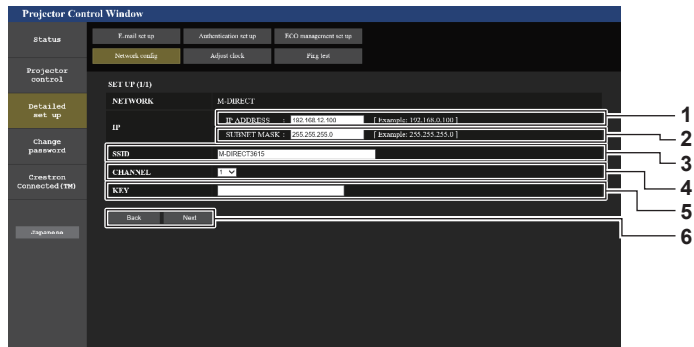 Projector Control Window
Status
E-mail set up
Authentication set up
ECO management set up
Network config
Adjust clock
Ping test
Projector
control
SET UP (1/1)
Detailed
set up
NETWORK M-DIRECT
IP
IP ADDRESS : 192.168.12.100 [ Example: 192.168.0.100 ]
1
SUBNET MASK : 255.255.255.0 [ Example: 255.255.255.0 ]
2
Change
password
SSID M-DIRECT3615
3
CHANNEL 1
4
Crestron
Connected(TM)
KEY
5
Back Next
6
Japanese